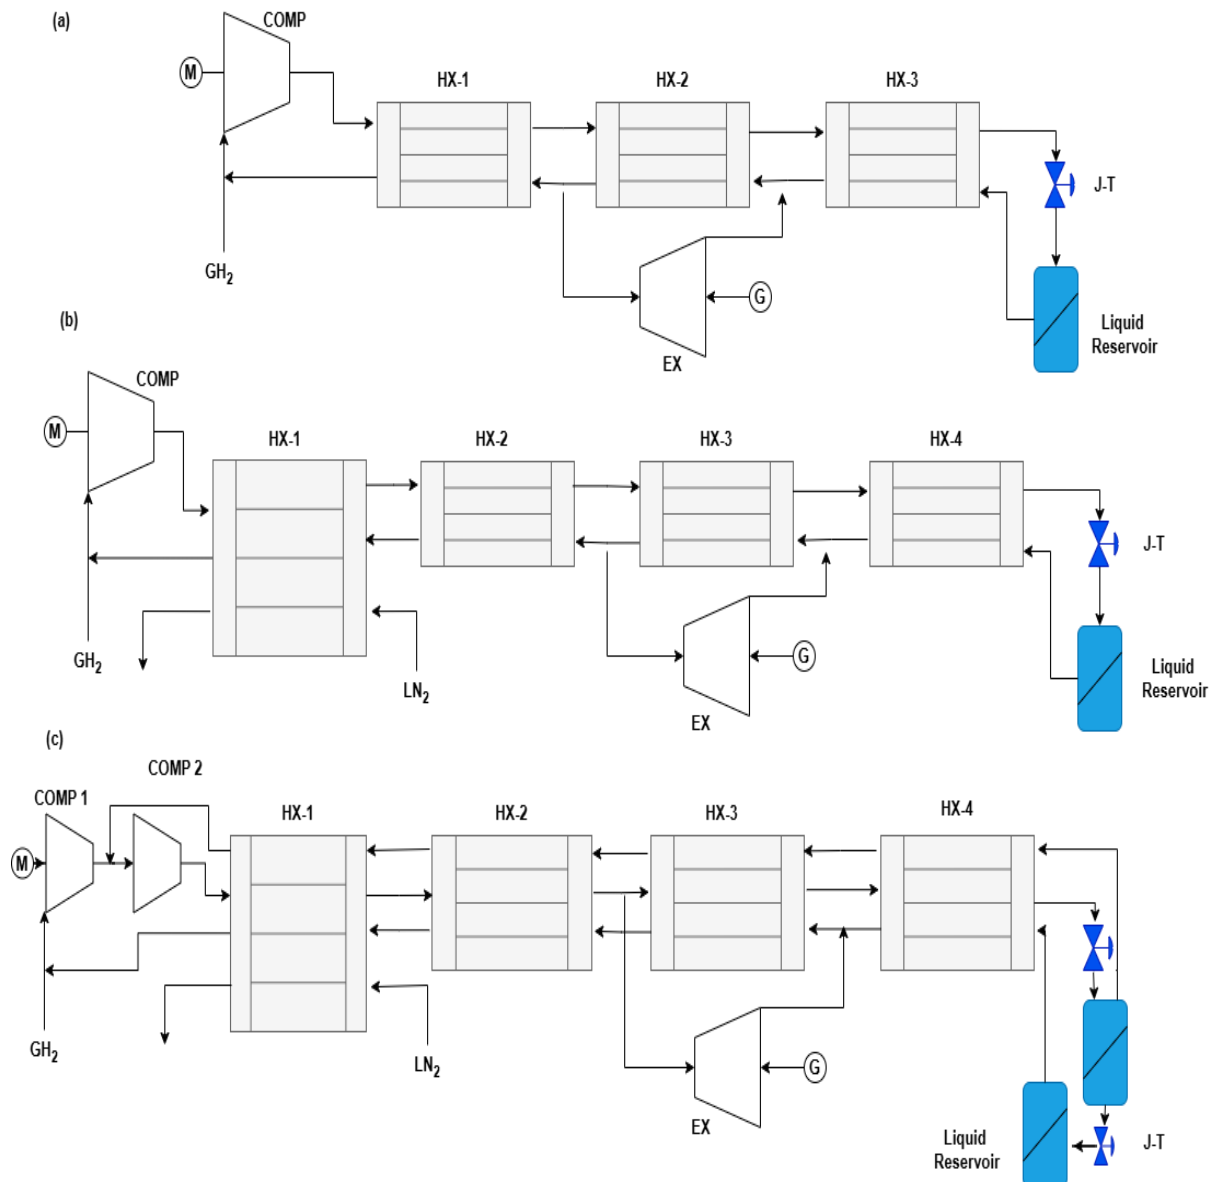 (a)
COMP
M
HX-1
HX-2
HX-3
J-T
GH2
G
EX
Liquid
Reservoir
(b)
COMP
M
HX-1
HX-2
HX-3
HX-4
J-T
GH2
LN2
G
EX
Liquid
Reservoir
(c)
COMP 2
COMP 1
M
HX-1
HX-2
HX-3
HX-4
GH2
LN2
G
EX
Liquid
Reservoir
J-T